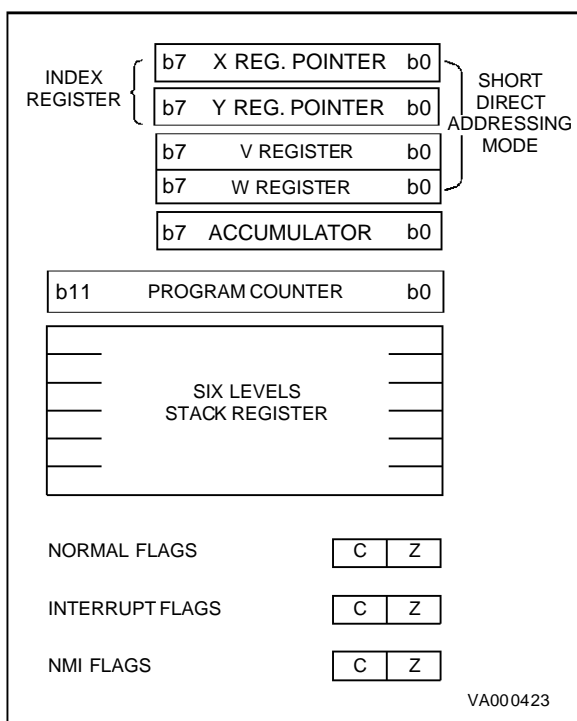 INDEX
REGISTER
b7 X REG. POINTER b0
b7 Y REG. POINTER b0
b7 V REGISTER b0
b7 W REGISTER b0
SHORT
DIRECT
ADDRESSING
MODE
b7 ACCUMULATOR b0
b11 PROGRAM COUNTER b0
SIX LEVELS
STACK REGISTER
NORMAL FLAGS C Z
INTERRUPT FLAGS C Z
NMI FLAGS C Z
VA000423